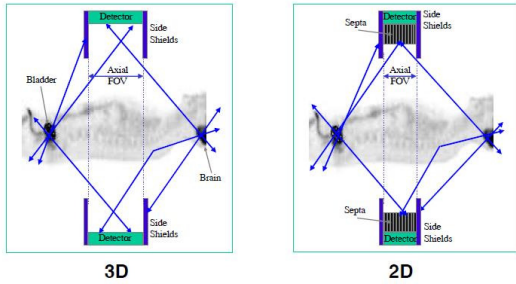 Detector
Side
Shields
Bladder
Axial
FOV
Brain
Side
Shields
Detector
3D
Septa
Detector
Side
Shields
Axial
FOV
Septa
Detector
Side
Shields
2D